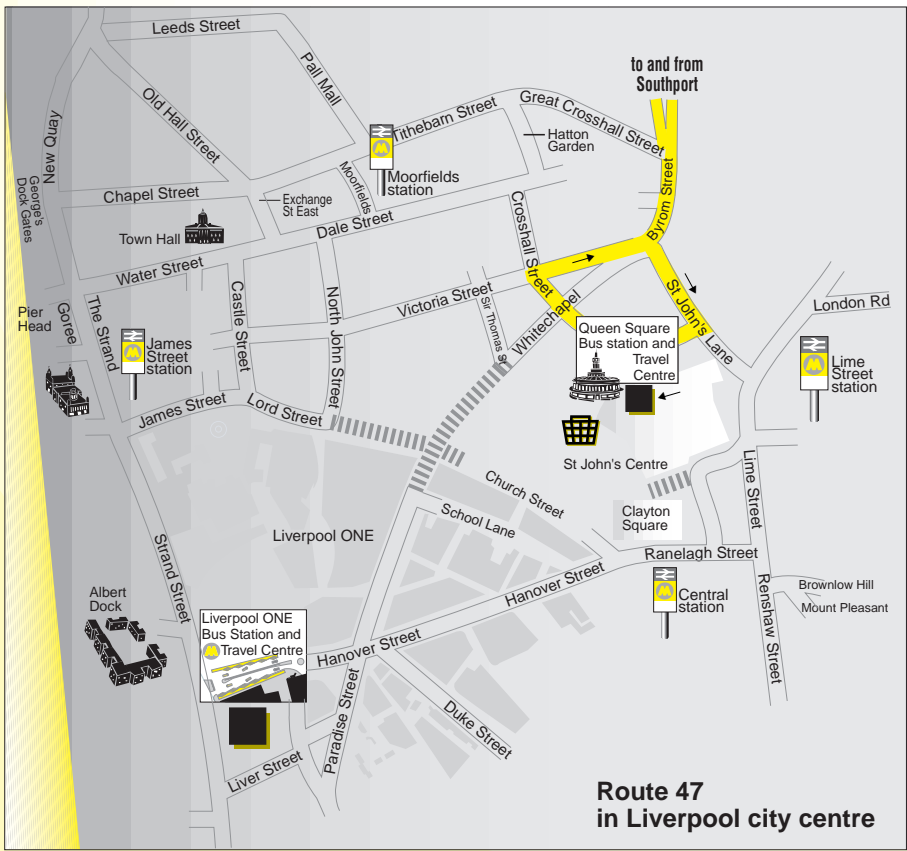 Leeds Street
Pall Mall
to and from
Southport
Old Hall Street
Tithebarn Street
Great Crosshall Street
New Quay
Hatton
Garden
Moorfields
station
Moorfields
George's
Dock Gates
Chapel Street
Exchange
St East
Byrom Street
Crosshall Street
Town Hall
Dale Street
Water Street
Pier
Head
Goree
The Strand
Castle Street
North John Street
Victoria Street
Sir Thomas St
Whitechapel
St John's Lane
London Rd
James
Street
station
Queen Square
Bus station and
Travel
Centre
Lime
Street
station
James Street
Lord Street
St John's Centre
Church Street
Lime Street
Clayton
Square
School Lane
Liverpool ONE
Ranelagh Street
Strand Street
Hanover Street
Central
station
Renshaw Street
Brownlow Hill
Mount Pleasant
Albert
Dock
Liverpool ONE
Bus Station and
Travel Centre
Hanover Street
Paradise Street
Duke Street
Liver Street
Route 47
in Liverpool city centre